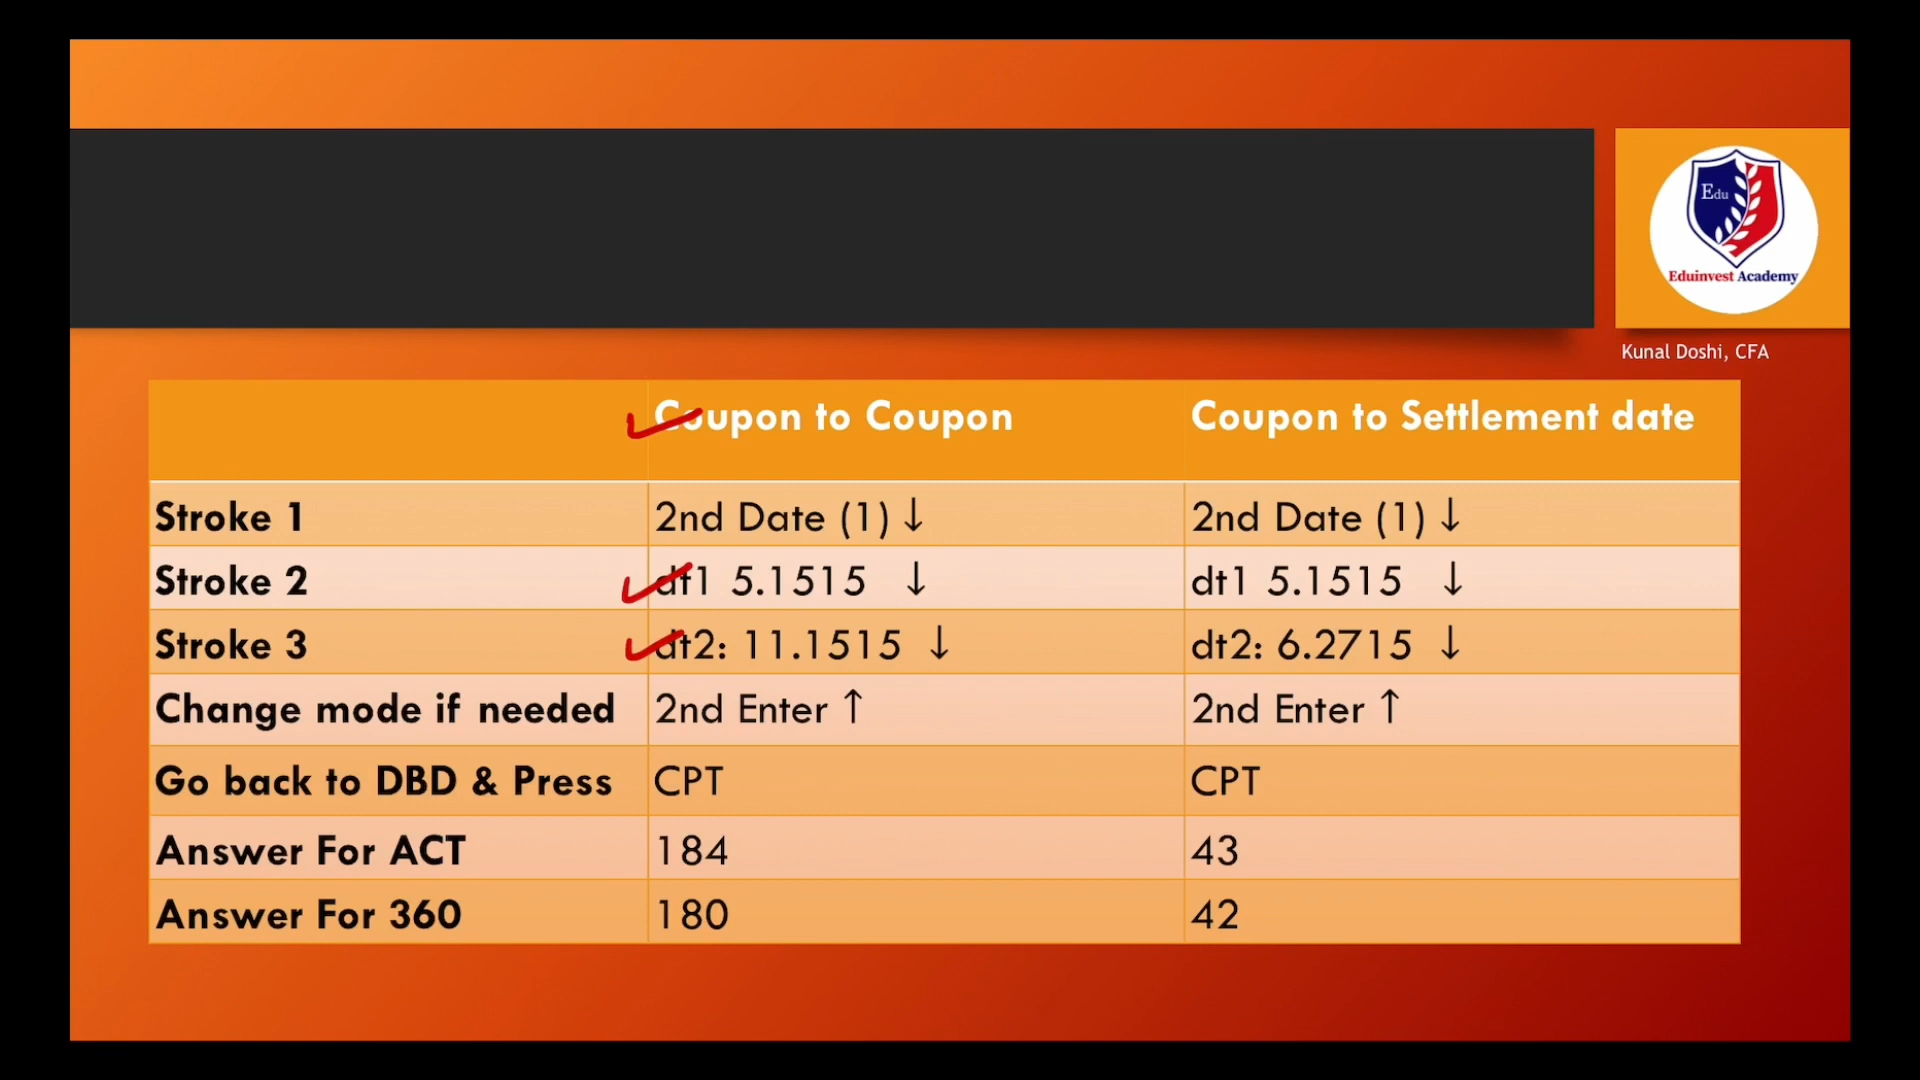 Edu
Eduinvest Academy
Kunal Doshi, CFA
Coupon to Coupon Coupon to Settlement date
Stroke 1 2nd Date (1) ↓ 2nd Date (1) ↓
Stroke 2 dt1 5.1515 ↓ dt1 5.1515 ↓
Stroke 3 dt2: 11.1515 ↓ dt2: 6.2715 ↓
Change mode if needed 2nd Enter ↑ 2nd Enter ↑
Go back to DBD & Press CPT CPT
Answer For ACT 184 43
Answer For 360 180 42